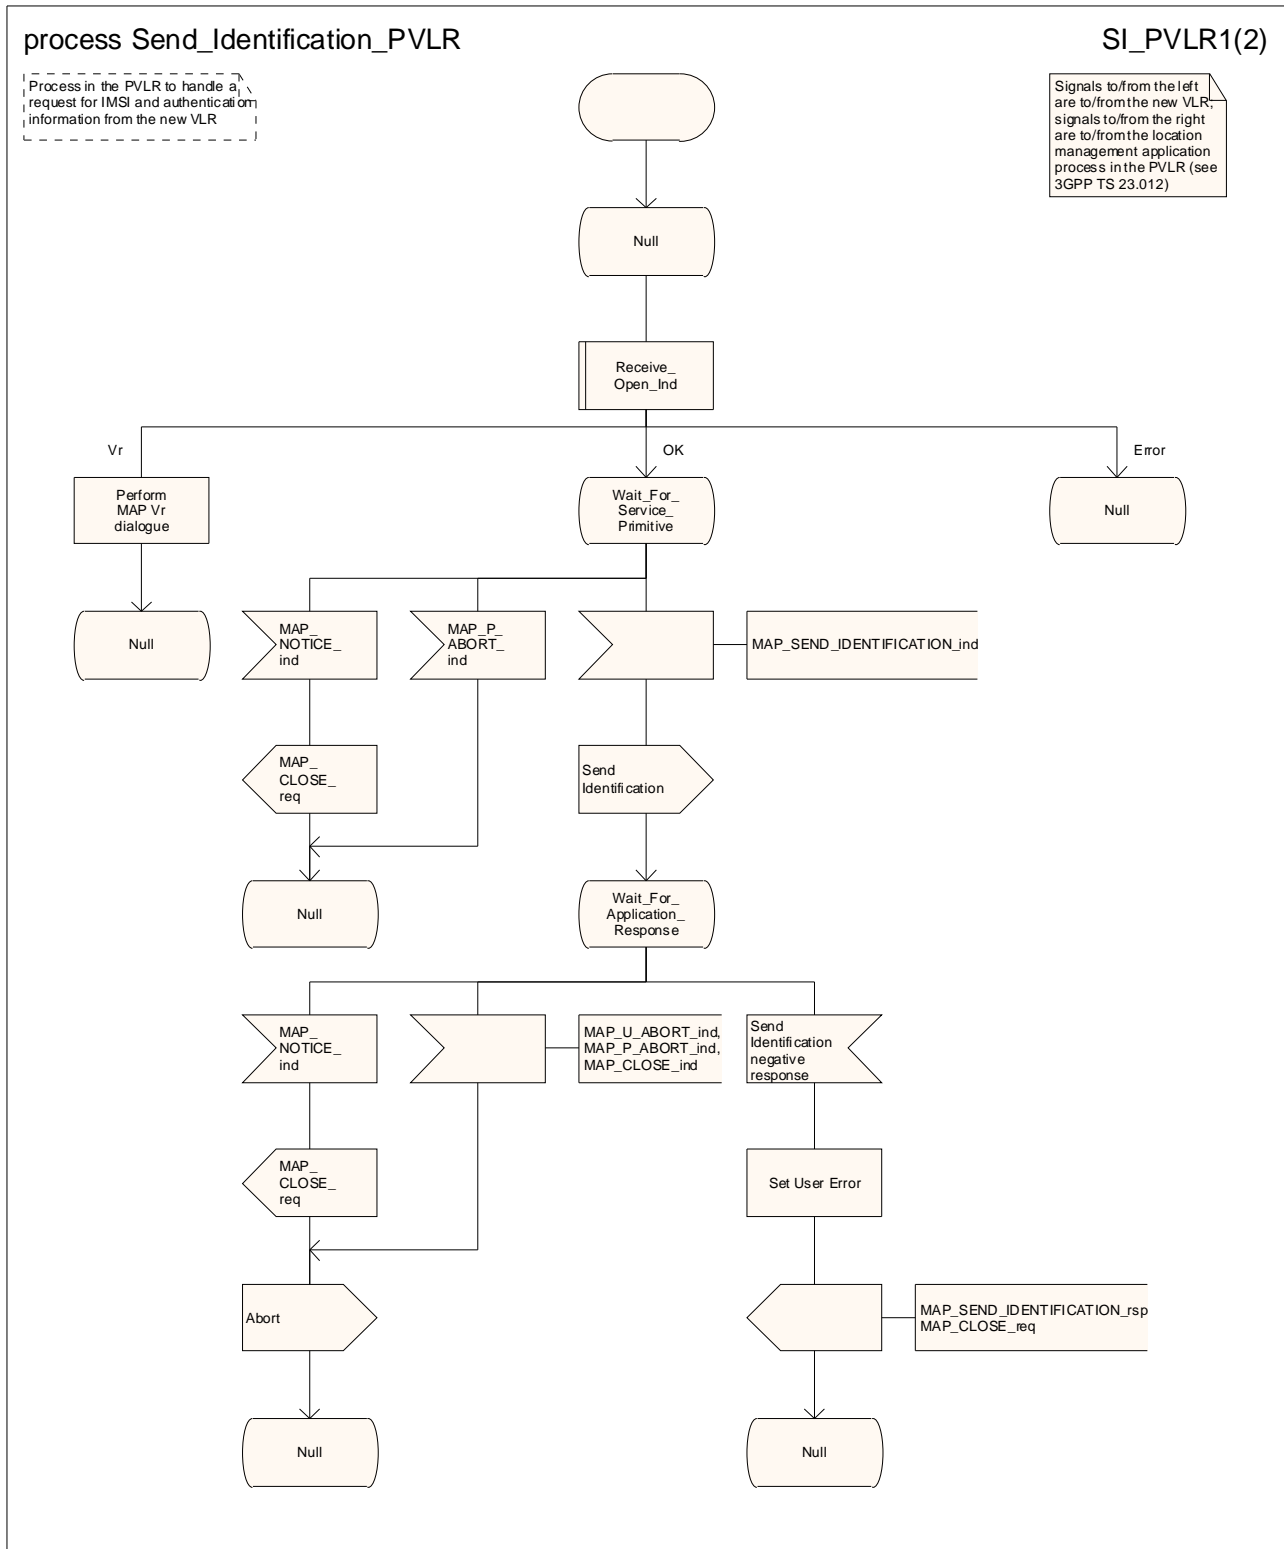 process Send_Identification_PVLR
SI_PVLR1(2)
Process in the PVLR to handle a
request for IMSI and authentication
information from the new VLR
Signals to/from the left
are to/from the new VLR;
signals to/from the right
are to/from the location
management application
process in the PVLR (see
3GPP TS 23.012)
Null
Receive_
Open_Ind
Vr
OK
Error
Perform
MAP Vr
dialogue
Wait_For_
Service_
Primitive
Null
Null
MAP_
NOTICE_
ind
MAP_P_
ABORT_
ind
MAP_SEND_IDENTIFICATION_ind
MAP_
CLOSE_
req
Send
Identification
Null
Wait_For_
Application_
Response
MAP_
NOTICE_
ind
MAP_U_ABORT_ind,
MAP_P_ABORT_ind,
MAP_CLOSE_ind
Send
Identification
negative
response
MAP_
CLOSE_
req
Set User Error
Abort
MAP_SEND_IDENTIFICATION_rsp
MAP_CLOSE_req
Null
Null